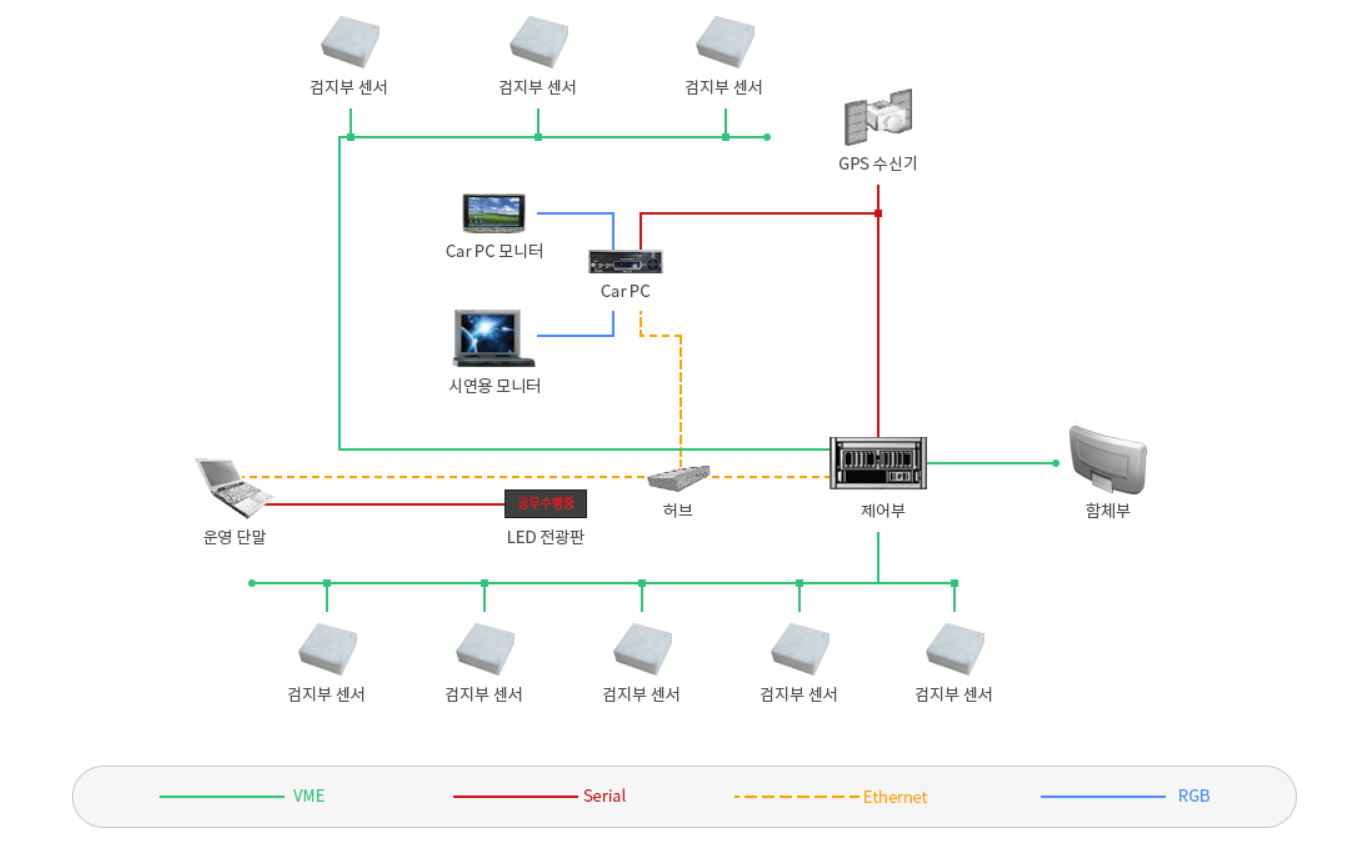 검지부 센서
검지부 센서
검지부 센서
GPS 수신기
Car PC 모니터
Car PC
시연용 모니터
공무수행중
운영 단말
LED 전광판
허브
제어부
함체부
검지부 센서
검지부 센서
검지부 센서
검지부 센서
검지부 센서
VME
Serial
Ethernet
RGB